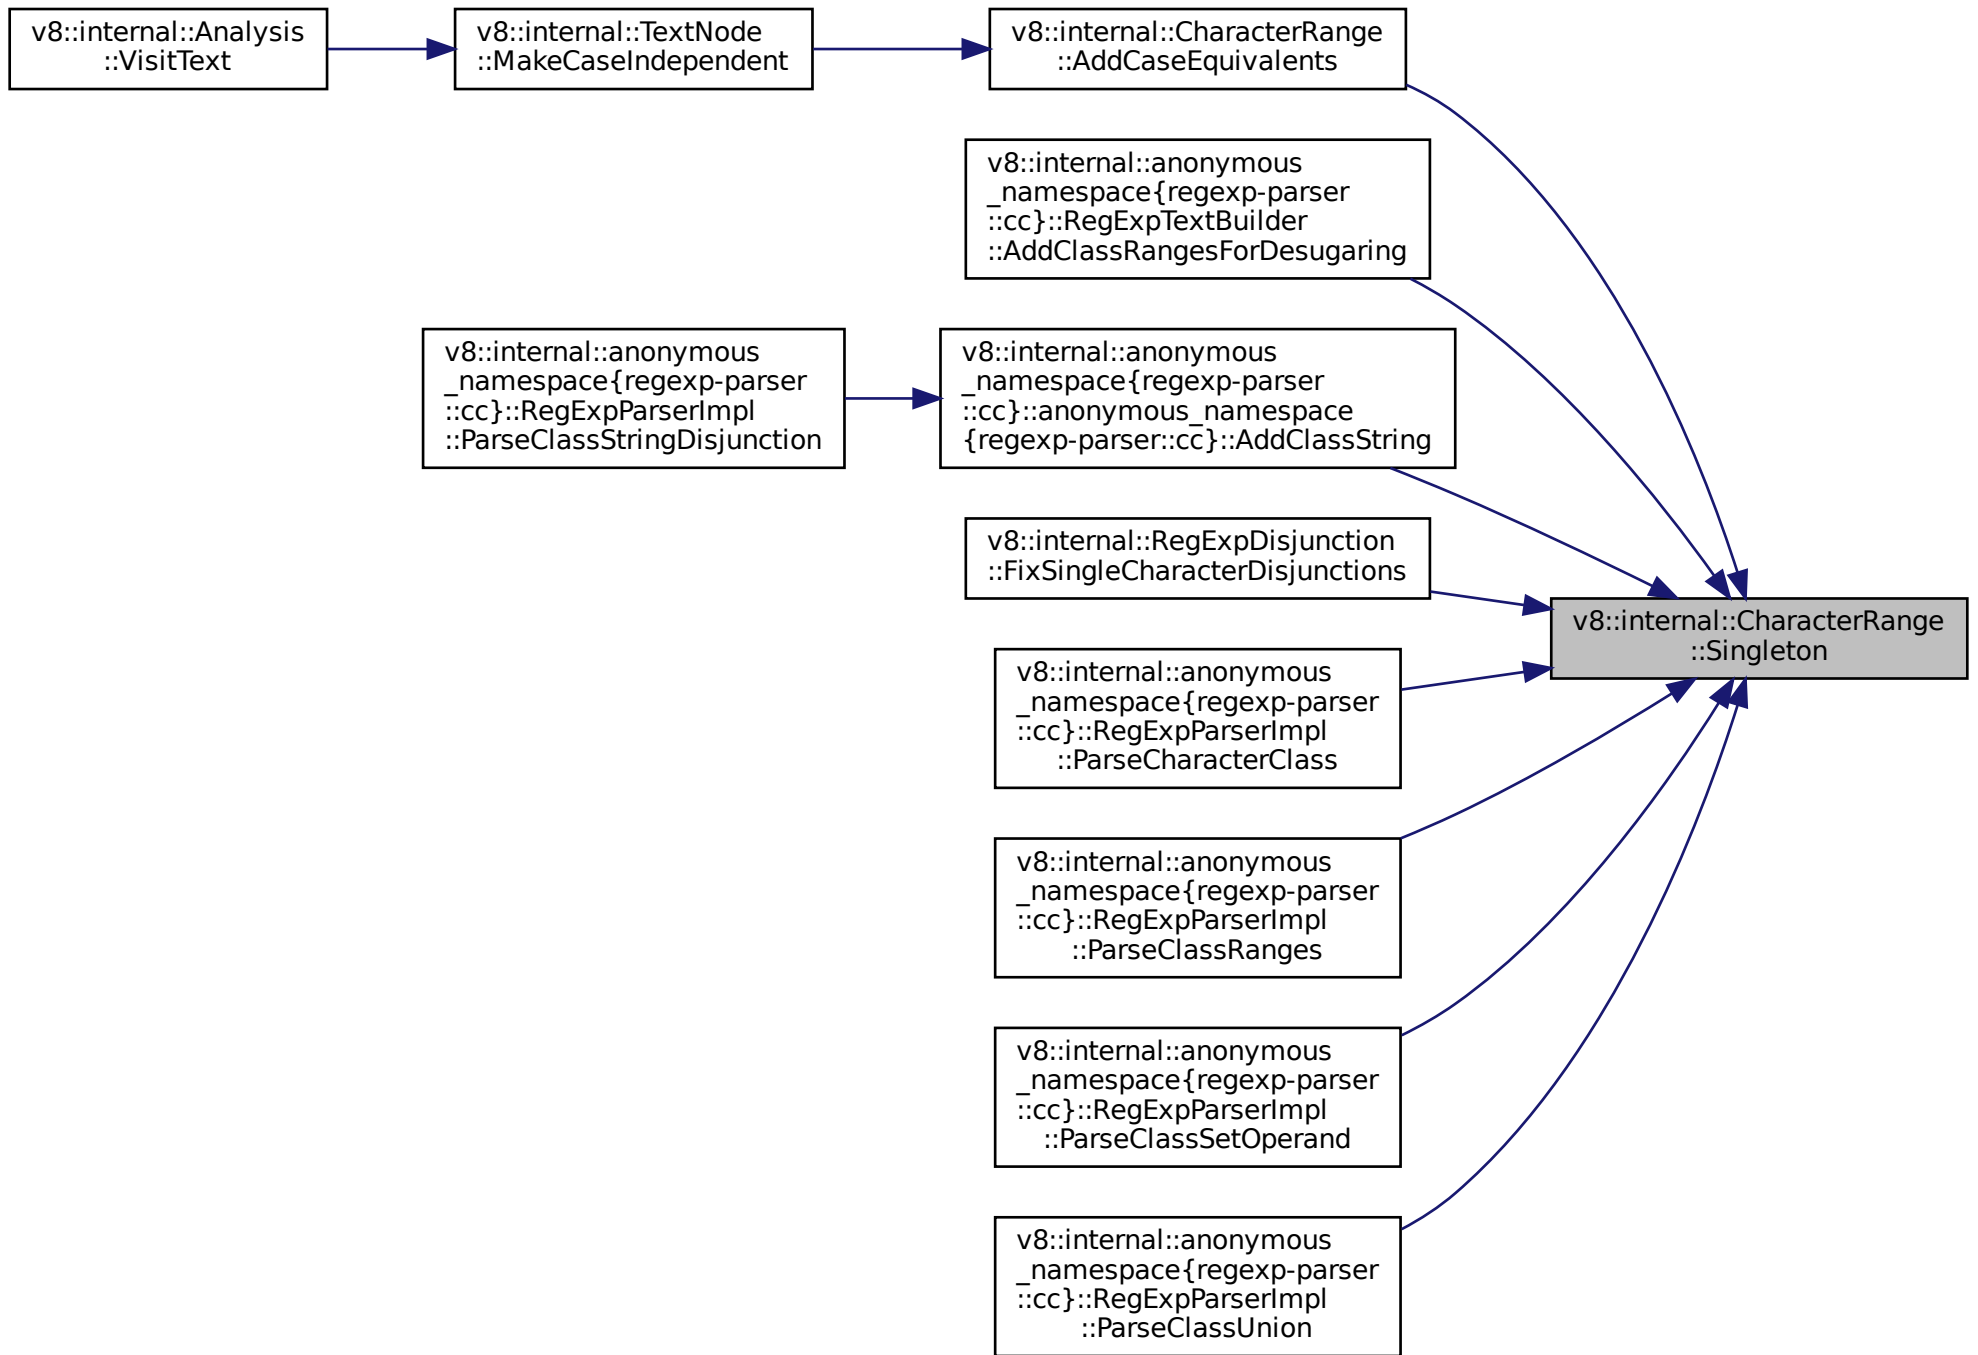 v8::internal::Analysis
::VisitText
v8::internal::TextNode
::MakeCaseIndependent
v8::internal::CharacterRange
::AddCaseEquivalents
v8::internal::anonymous
_namespace{regexp-parser
::cc}::RegExpTextBuilder
::AddClassRangesForDesugaring
v8::internal::anonymous
_namespace{regexp-parser
::cc}::RegExpParserImpl
::ParseClassStringDisjunction
v8::internal::anonymous
_namespace{regexp-parser
::cc}::anonymous_namespace
{regexp-parser::cc}::AddClassString
v8::internal::RegExpDisjunction
::FixSingleCharacterDisjunctions
v8::internal::CharacterRange
::Singleton
v8::internal::anonymous
_namespace{regexp-parser
::cc}::RegExpParserImpl
::ParseCharacterClass
v8::internal::anonymous
_namespace{regexp-parser
::cc}::RegExpParserImpl
::ParseClassRanges
v8::internal::anonymous
_namespace{regexp-parser
::cc}::RegExpParserImpl
::ParseClassSetOperand
v8::internal::anonymous
_namespace{regexp-parser
::cc}::RegExpParserImpl
::ParseClassUnion